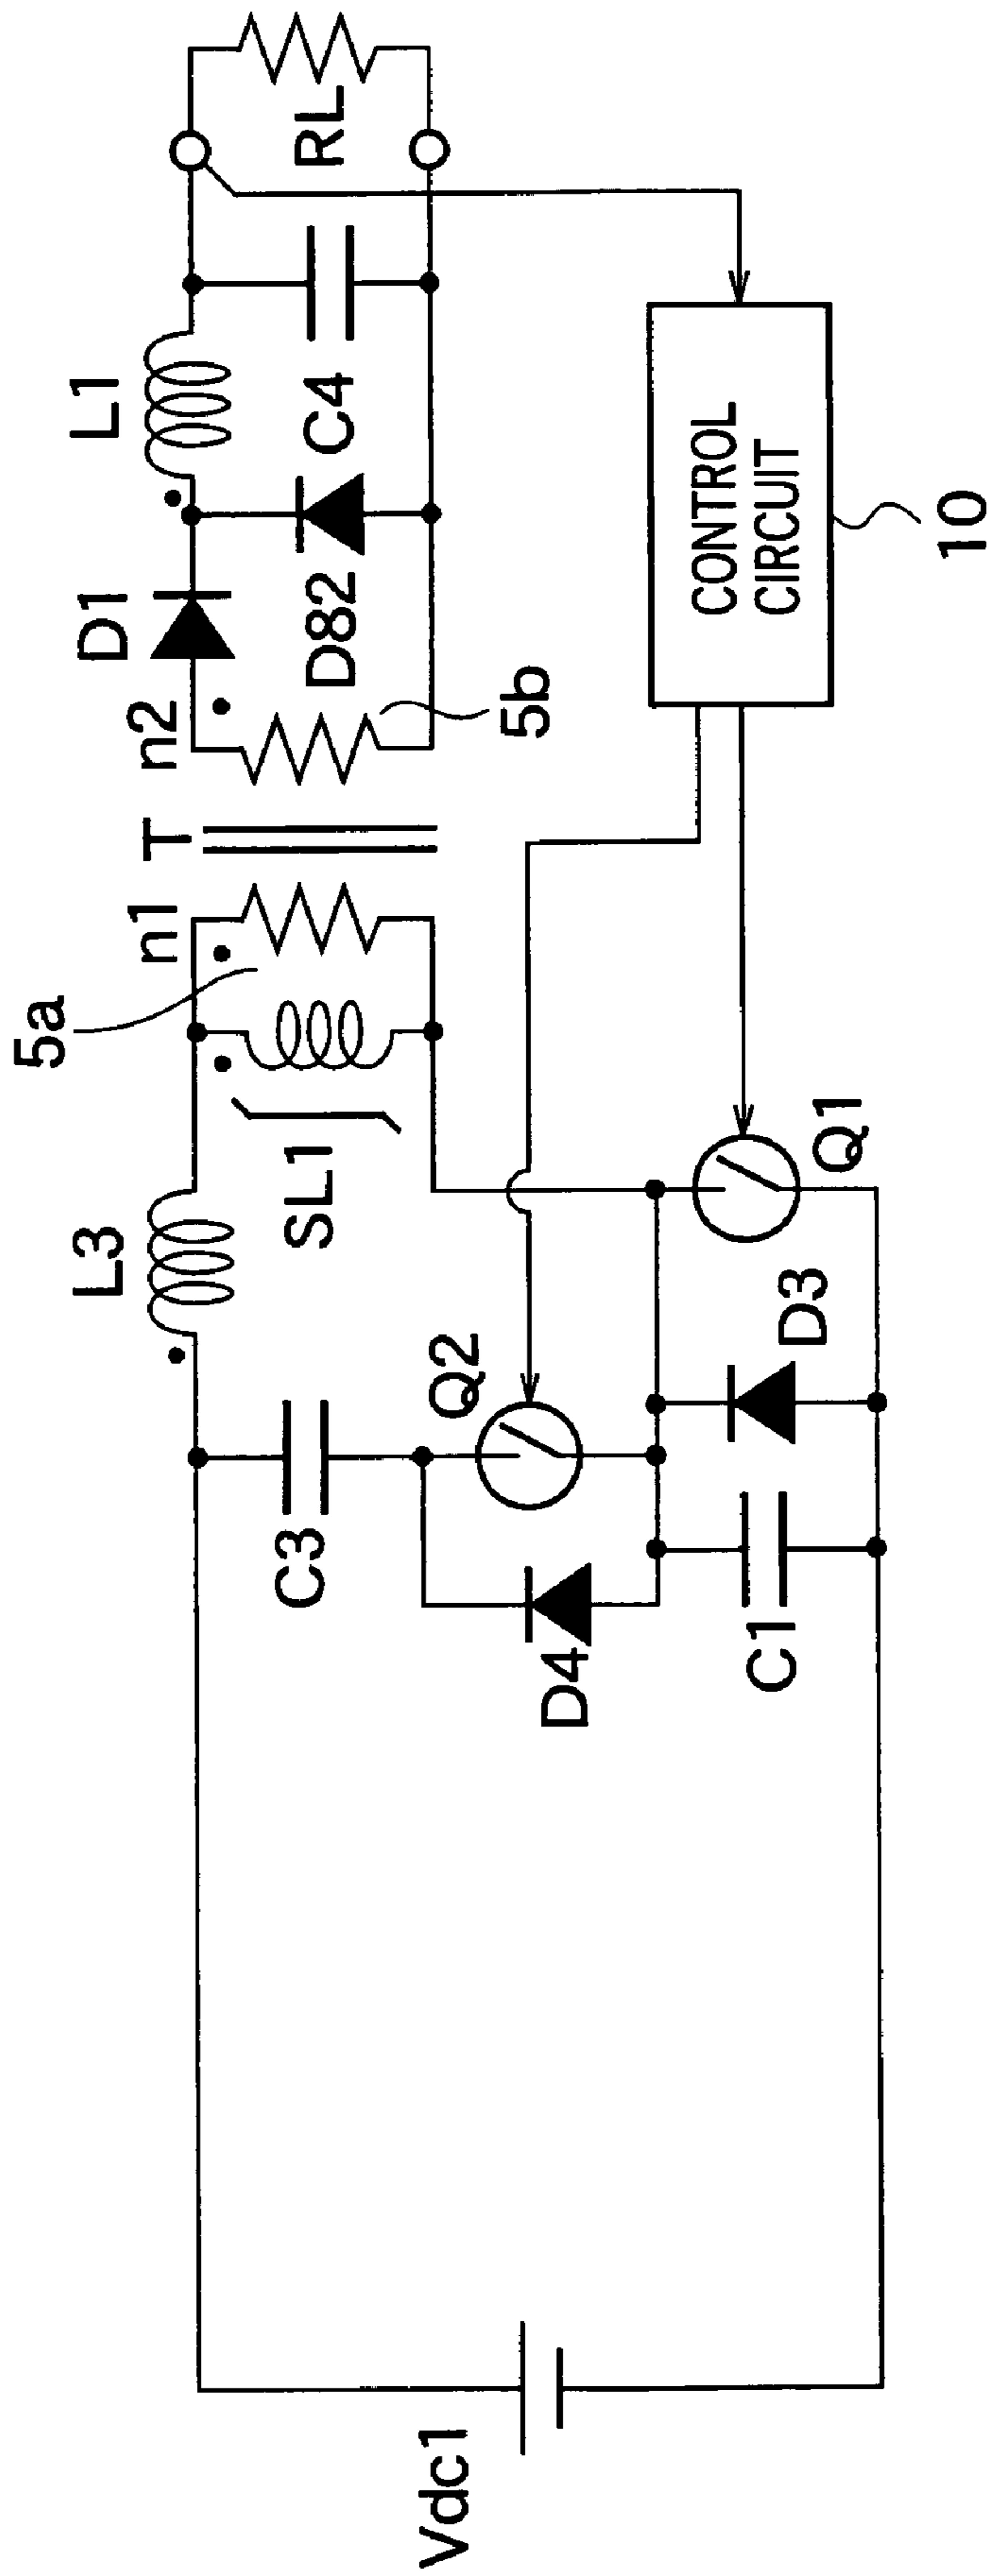 Vdc1
L3
5a
n1
T
n2
D1
L1
C3
SL1
5b
D82
C4
RL
Q2
D4
C1
D3
Q1
CONTROL
CIRCUIT
10